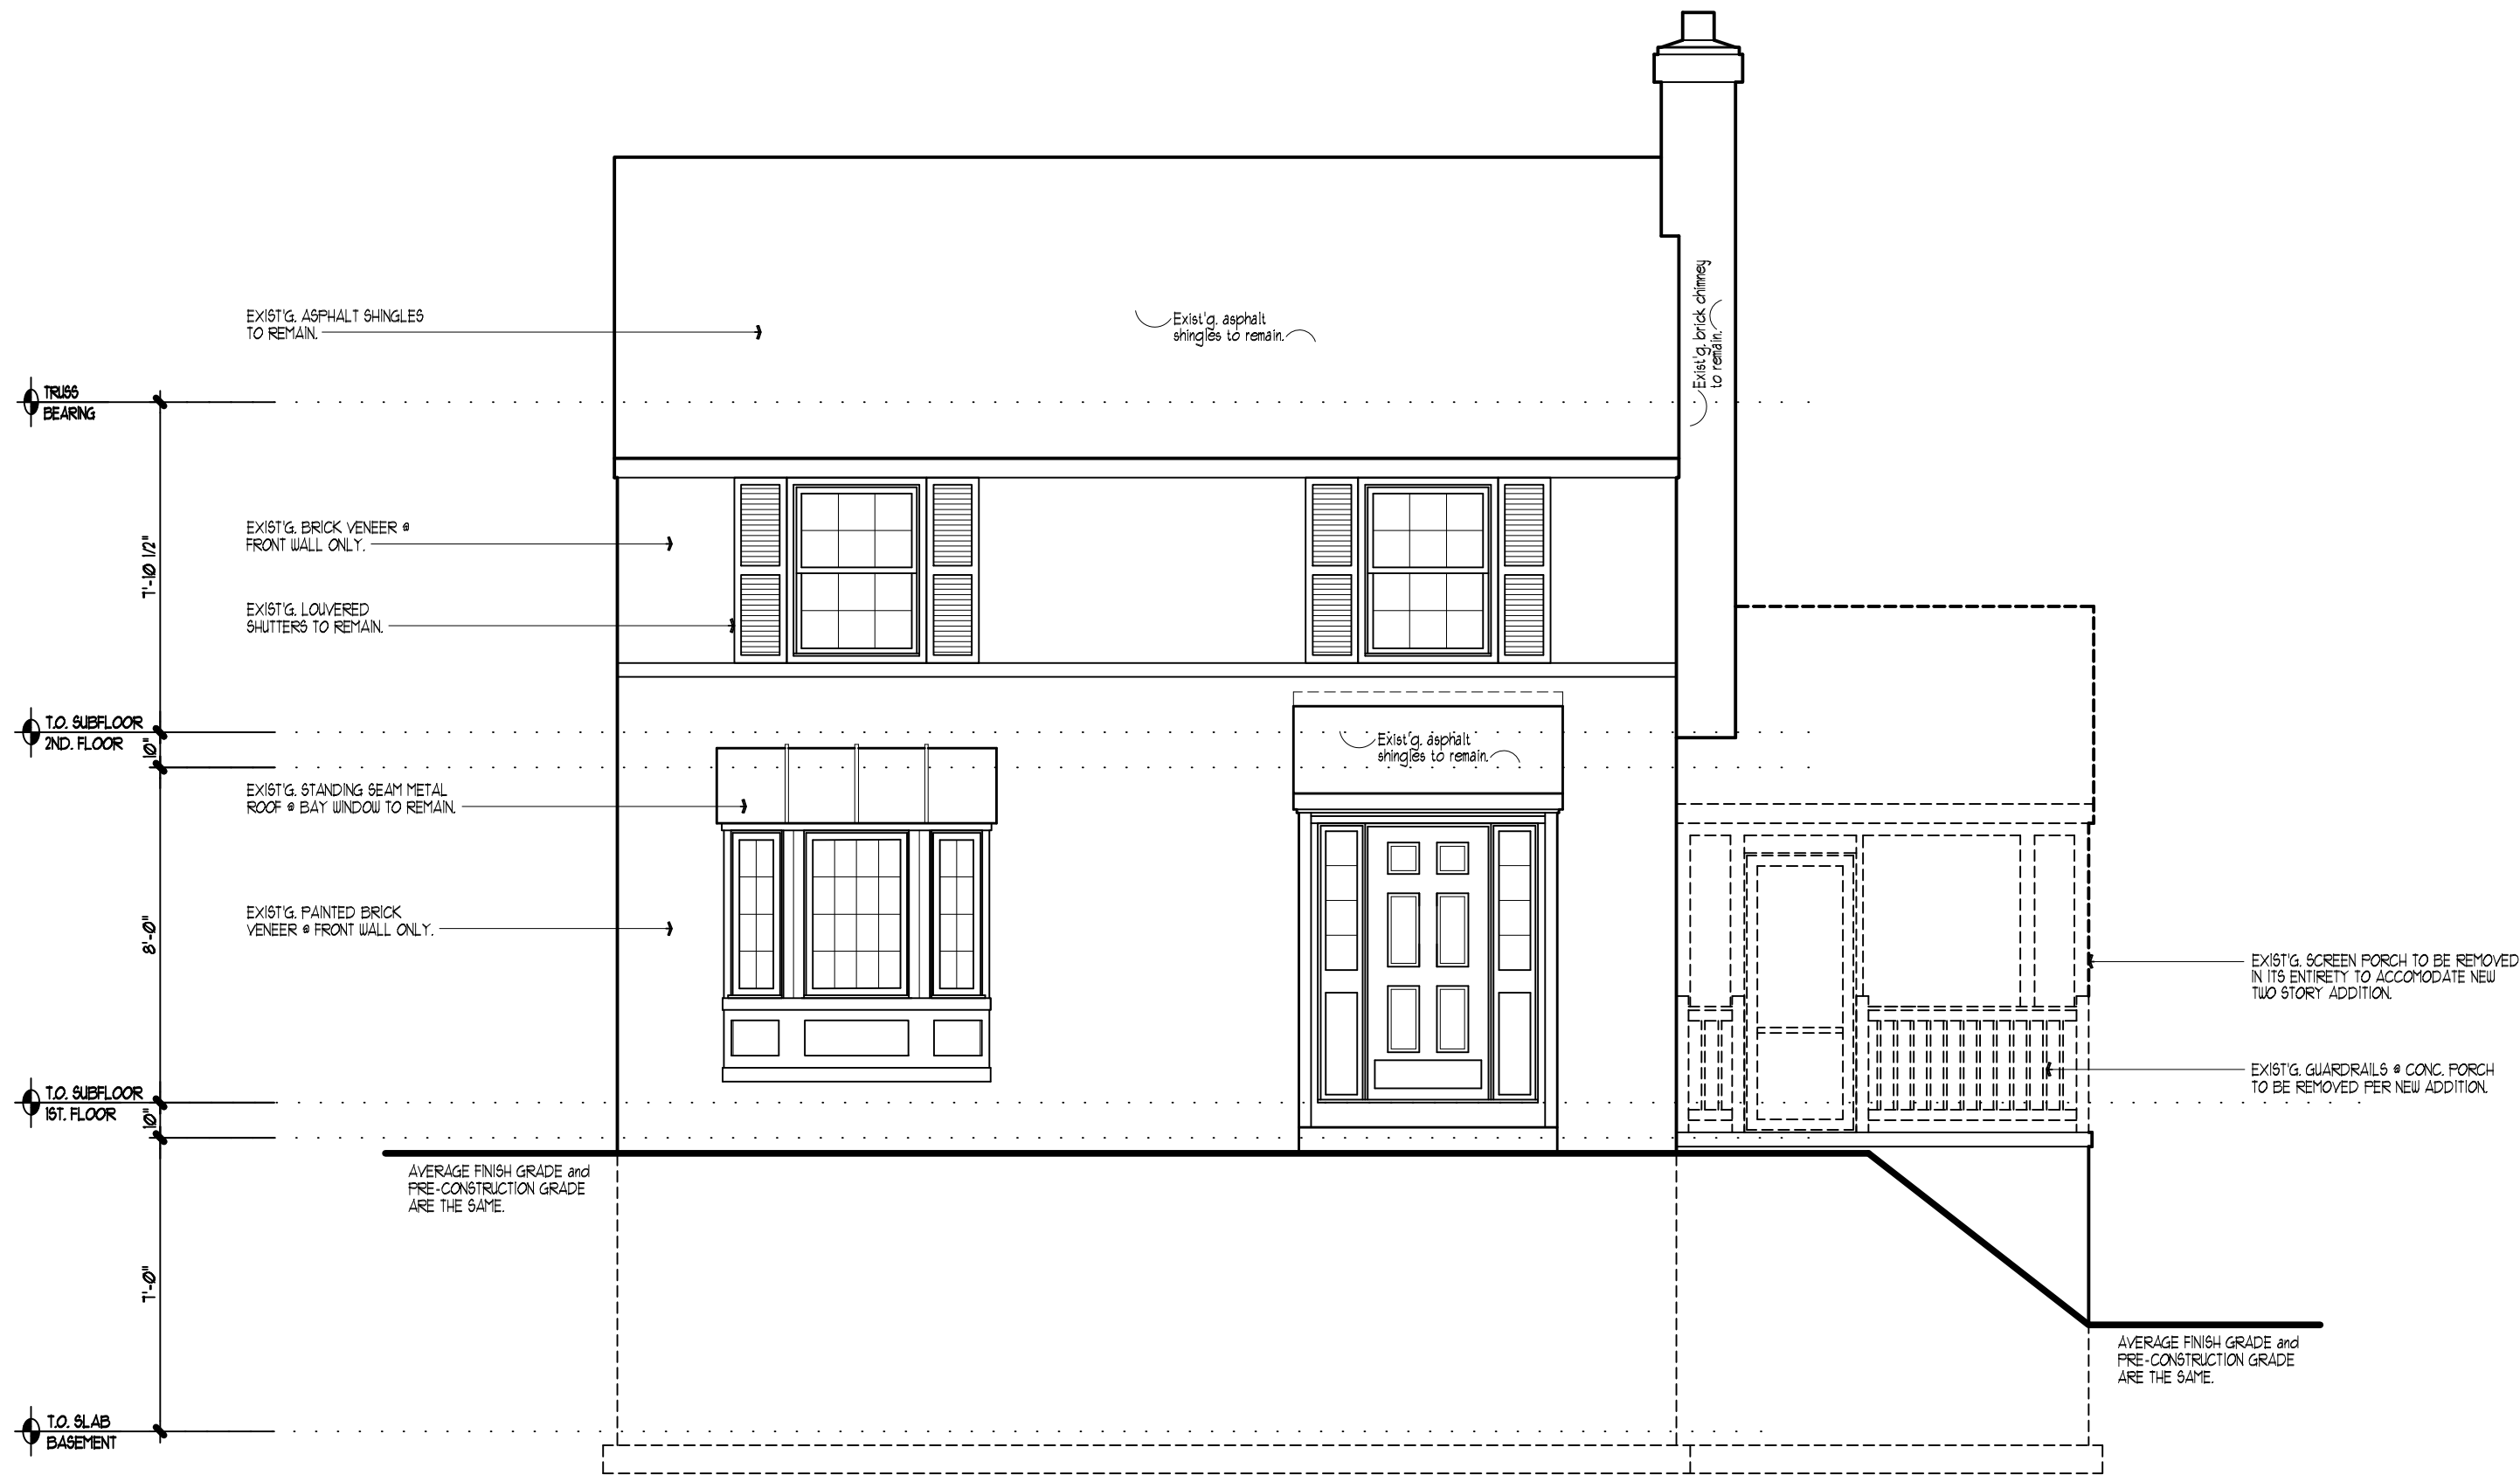 EXIST'G. ASPHALT SHINGLES
TO REMAIN.
Exist'g. asphalt
shingles to remain.
Exist'g. brick chimney
to remain.
TRUSS
BEARING
7'-10 1/2"
EXIST'G. BRICK VENEER @
FRONT WALL ONLY.
EXIST'G. LOUVERED
SHUTTERS TO REMAIN.
T.O. SUBFLOOR
2ND. FLOOR
10"
Exist'g. asphalt
shingles to remain.
EXIST'G. STANDING SEAM METAL
ROOF @ BAY WINDOW TO REMAIN.
8'-0"
EXIST'G. PAINTED BRICK
VENEER @ FRONT WALL ONLY.
EXIST'G. SCREEN PORCH TO BE REMOVED
IN ITS ENTIRETY TO ACCOMODATE NEW
TWO STORY ADDITION.
EXIST'G. GUARDRAILS @ CONC. PORCH
TO BE REMOVED PER NEW ADDITION.
T.O. SUBFLOOR
1ST. FLOOR
10"
AVERAGE FINISH GRADE and
PRE-CONSTRUCTION GRADE
ARE THE SAME.
7'-0"
AVERAGE FINISH GRADE and
PRE-CONSTRUCTION GRADE
ARE THE SAME.
T.O. SLAB
BASEMENT